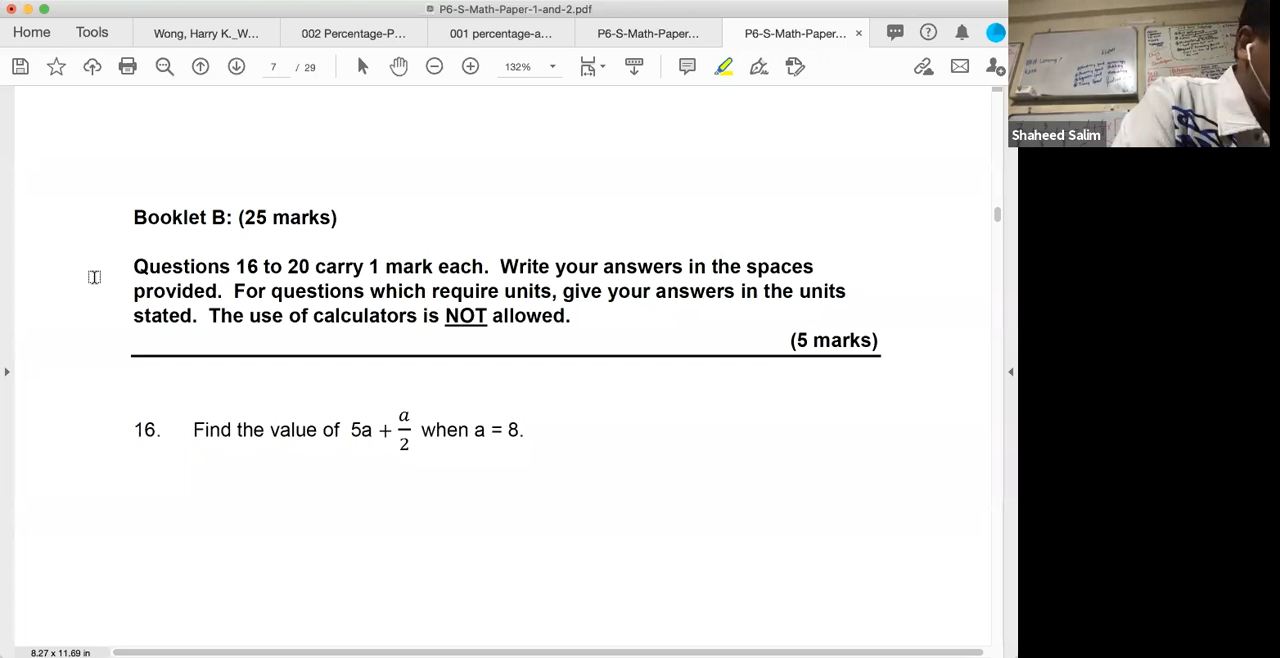 P6-S-Math-Paper-1-and-2.pdf
Home
Tools
Wong, Harry K._W...
002 Percentage-P...
001 percentage-a...
P6-S-Math-Paper...
P6-S-Math-Paper...
×
7
/ 29
132%
Shaheed Salim
Booklet B: (25 marks)
Questions 16 to 20 carry 1 mark each. Write your answers in the spaces
provided. For questions which require units, give your answers in the units
stated. The use of calculators is NOT allowed.
(5 marks)
16. Find the value of 5a + a/2 when a = 8.
8.27 x 11.69 in